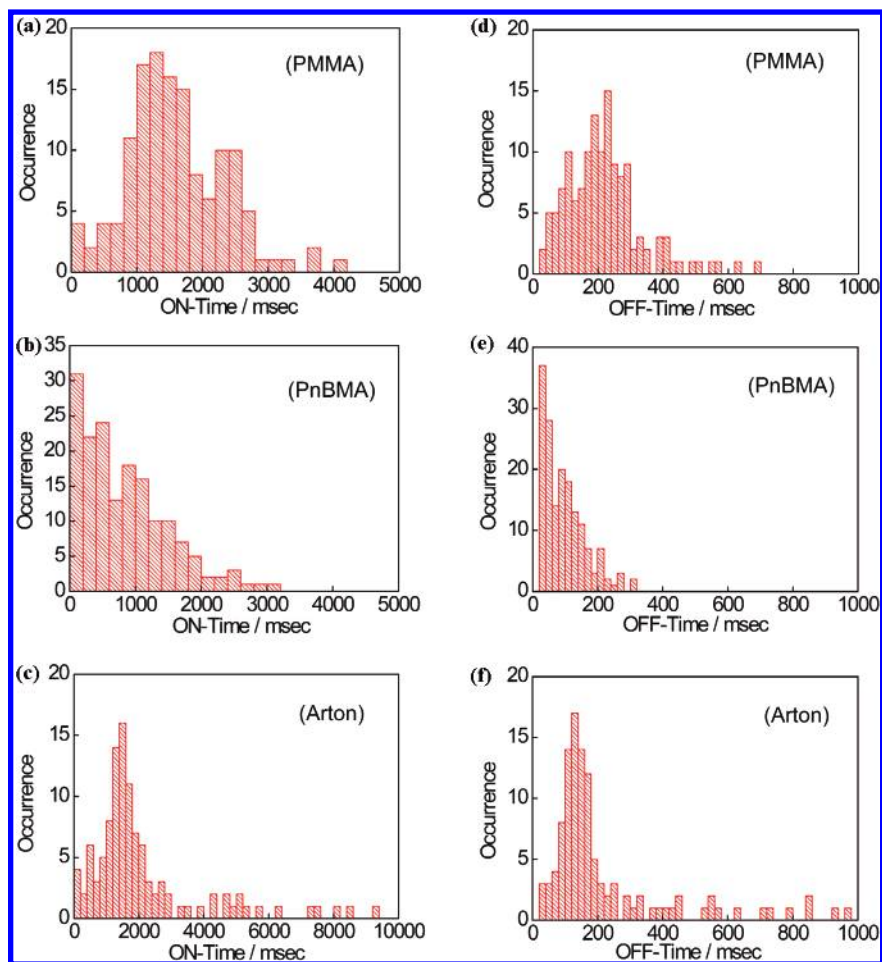 (a)
(PMMA)
20
15
10
5
0
Occurrence
0 1000 2000 3000 4000 5000
ON-Time / msec
(d)
(PMMA)
20
15
10
5
0
Occurrence
0 200 400 600 800 1000
OFF-Time / msec
(b)
(PnBMA)
35
30
25
20
15
10
5
0
Occurrence
0 1000 2000 3000 4000 5000
ON-Time / msec
(e)
(PnBMA)
40
30
20
10
0
Occurrence
0 200 400 600 800 1000
OFF-Time / msec
(c)
(Arton)
20
15
10
5
0
Occurrence
0 2000 4000 6000 8000 10000
ON-Time / msec
(f)
(Arton)
20
15
10
5
0
Occurrence
0 200 400 600 800 1000
OFF-Time / msec